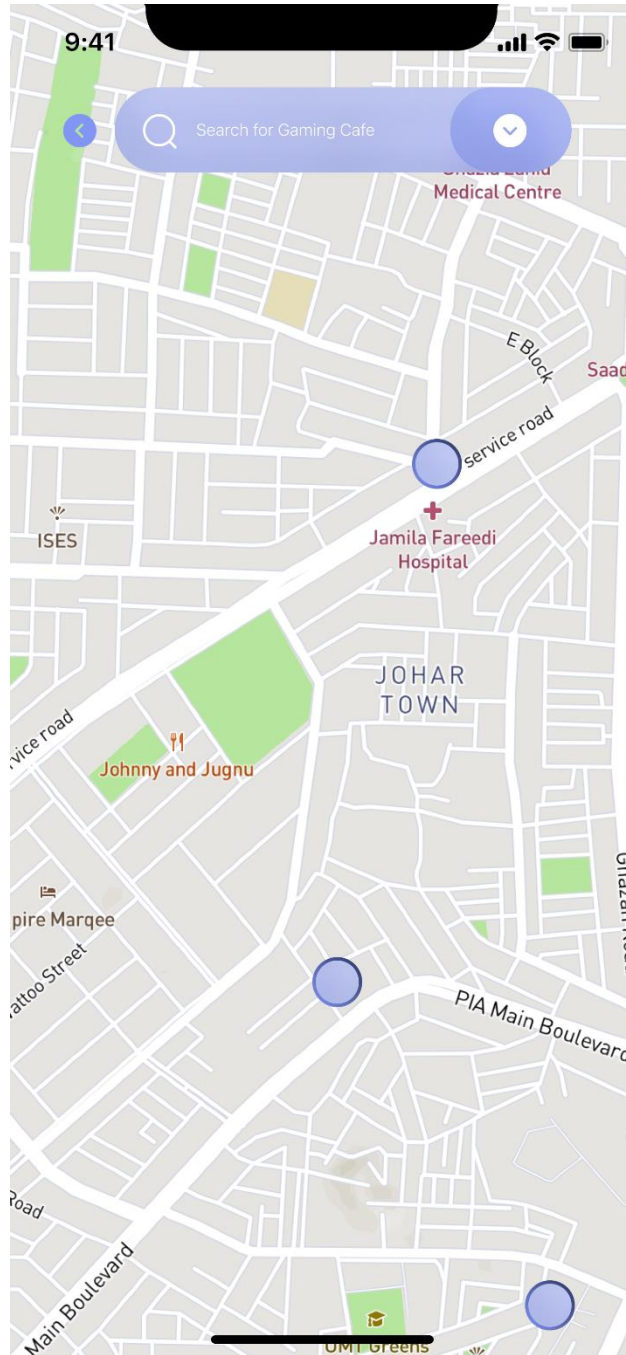 9:41
Search for Gaming Cafe
Medical Centre
E Block
Saad
service road
ISES
Jamila Fareedi
Hospital
JOHAR
TOWN
vice road
Johnny and Jugnu
pire Marqee
attoo Street
PIA Main Boulevard
Road
Main Boulevard
UMT Greens